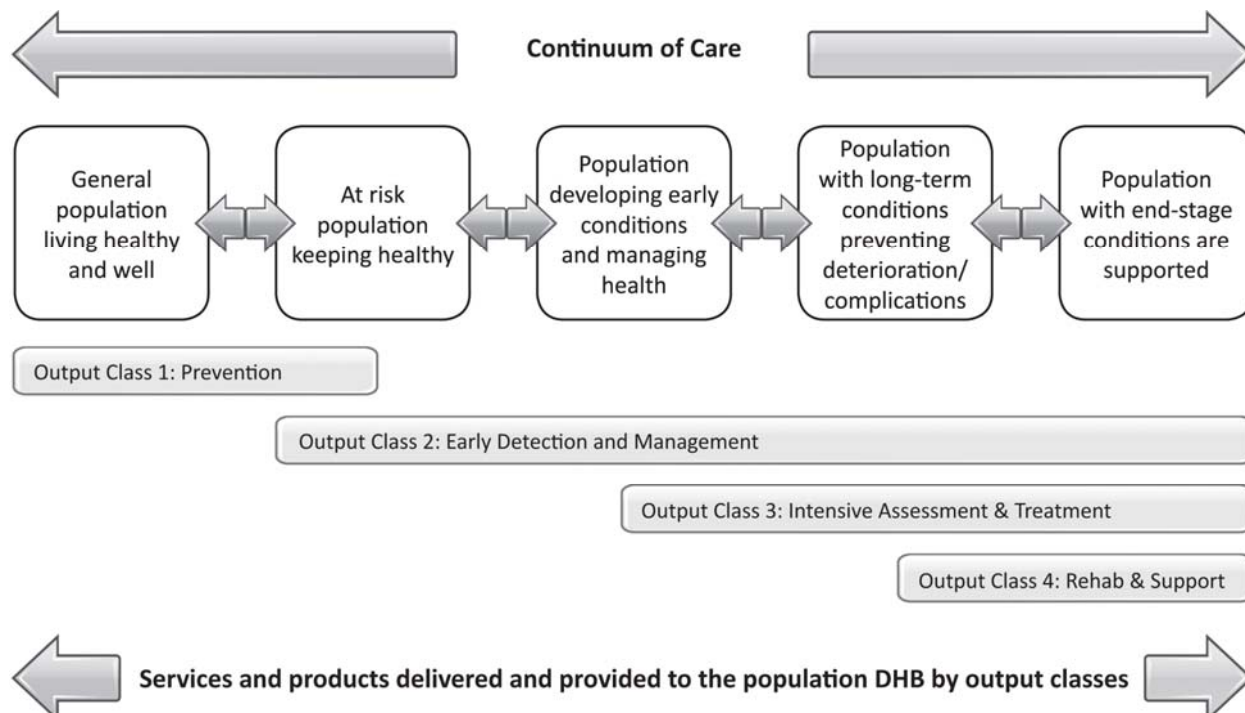 Continuum of Care
General
population
living healthy
and well
At risk
population
keeping healthy
Population
developing early
conditions
and managing
health
Population
with long-term
conditions
preventing
deterioration/
complications
Population
with end-stage
conditions are
supported
Output Class 1: Prevention
Output Class 2: Early Detection and Management
Output Class 3: Intensive Assessment & Treatment
Output Class 4: Rehab & Support
Services and products delivered and provided to the population DHB by output classes